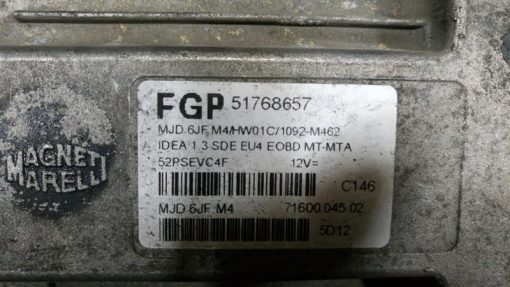 FGP 51768657
MJD 6JF M4/HW01C/1092-M462
IDEA 1.3 SDE EU4 EOBD MT-MTA
52PSEVC4F 12V=
C146
MJD 6JF M4 71600.045.02
5D12
MAGNETI
MARELLI